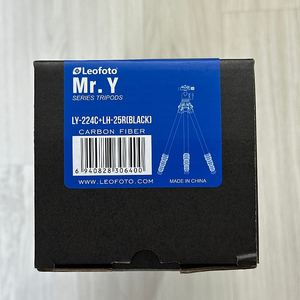 Leofoto
Mr. Y
SERIES TRIPODS
LY-224C+LH-25R(BLACK)
CARBON FIBER
6 940828 306400
WWW.LEOFOTO.COM
MADE IN CHINA